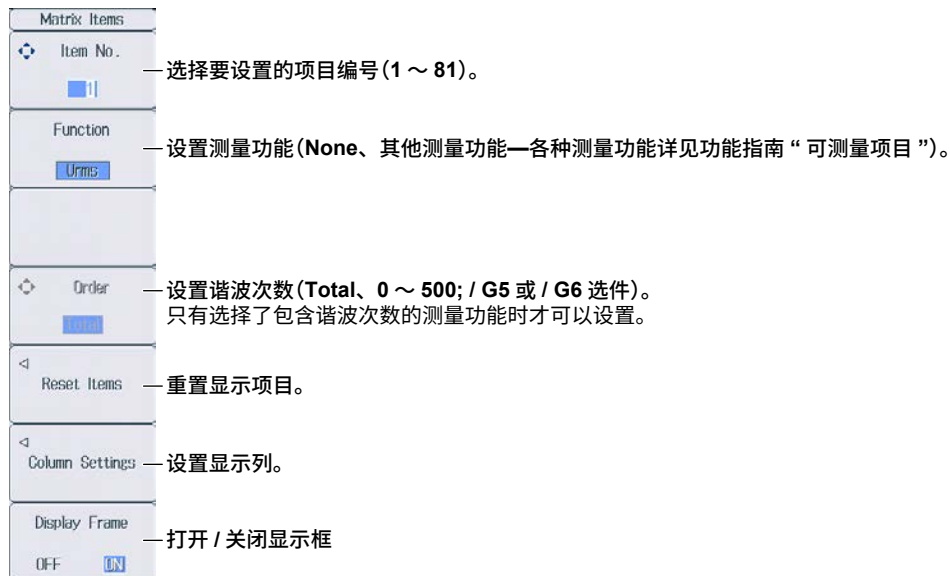 Matrix Items
Item No.
1
选择要设置的项目编号(1 ～ 81)。
Function
Urms
设置测量功能(None、其他测量功能—各种测量功能详见功能指南 “ 可测量项目 ”)。
Order
Total
设置谐波次数(Total、0 ～ 500; / G5 或 / G6 选件)。
只有选择了包含谐波次数的测量功能时才可以设置。
Reset Items
重置显示项目。
Column Settings
设置显示列。
Display Frame
OFF ON
打开 / 关闭显示框